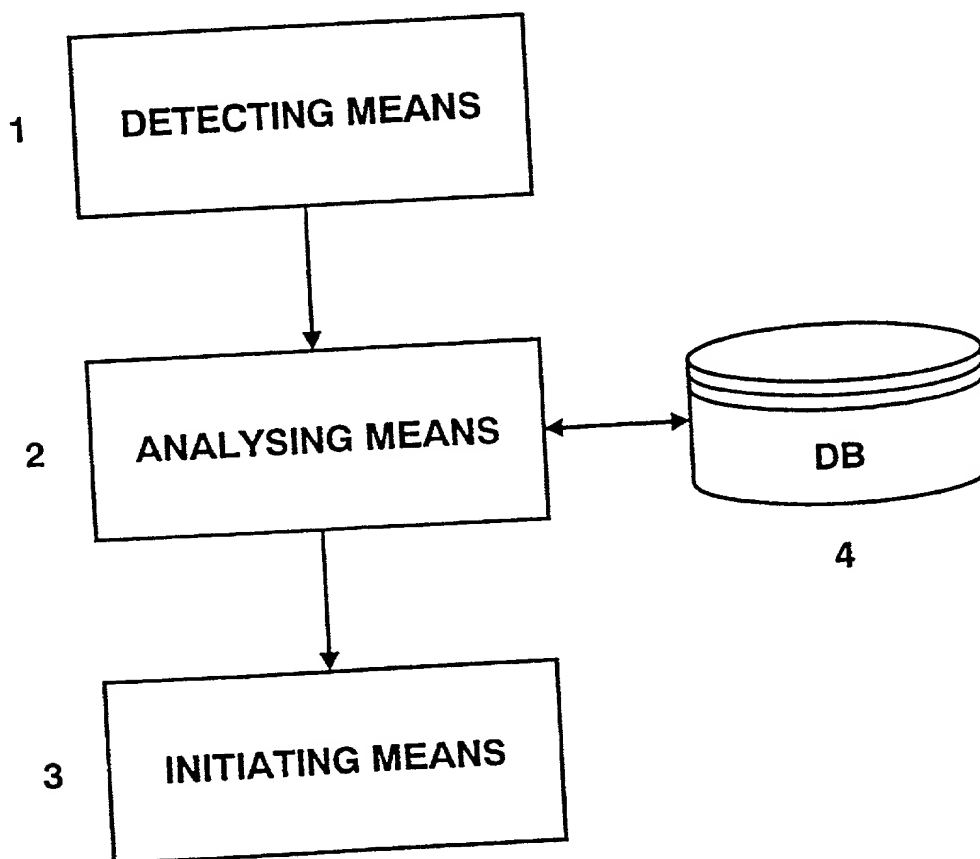 1
DETECTING MEANS
2
ANALYSING MEANS
DB
4
3
INITIATING MEANS